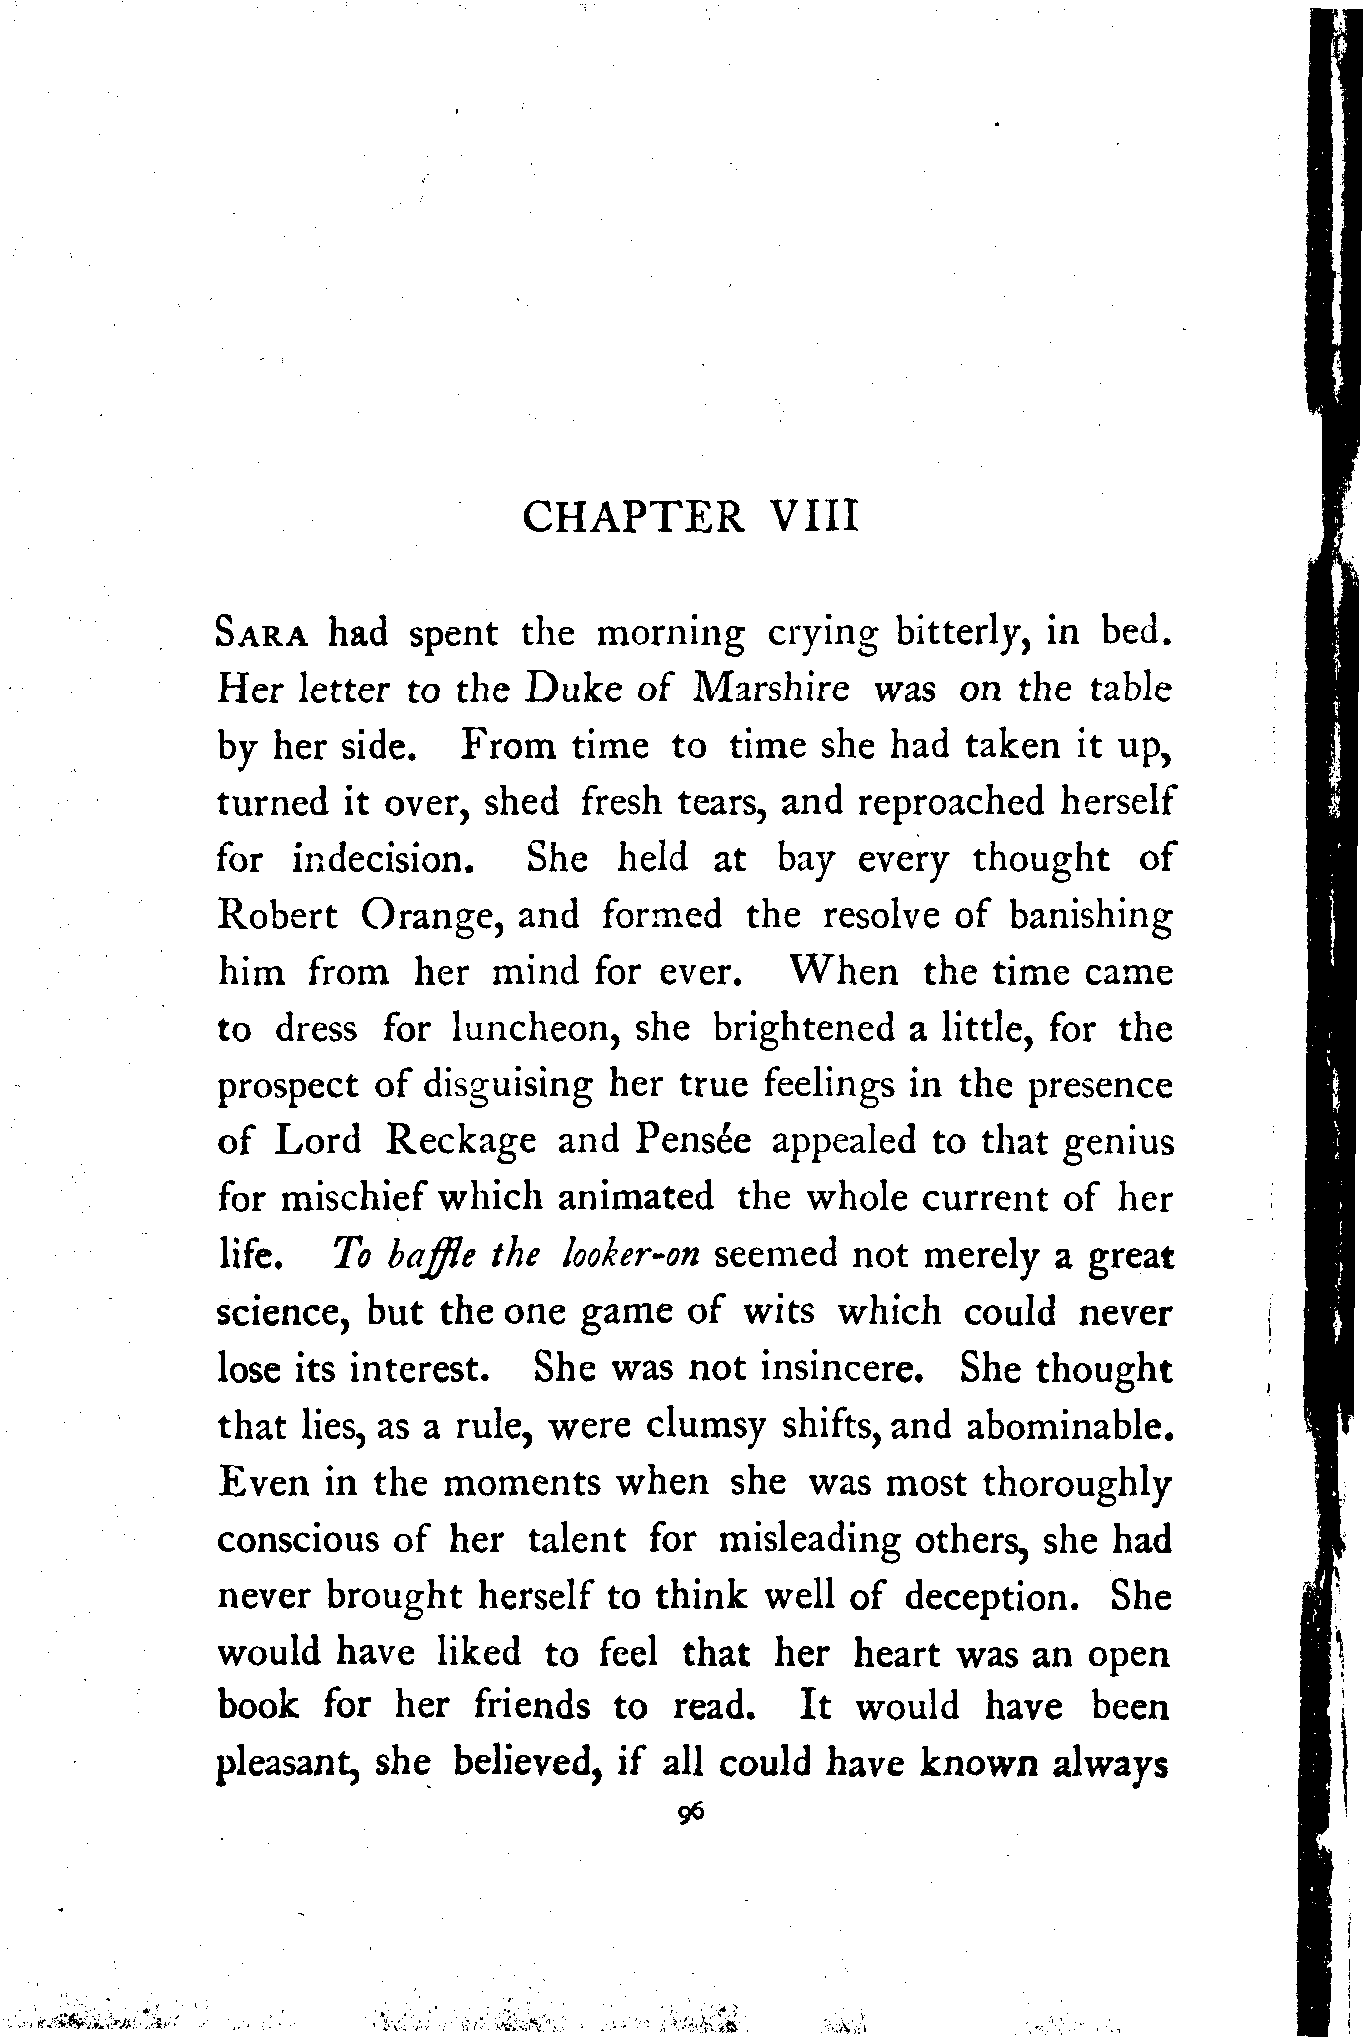 CHAPTER VIII
SARA had spent the morning crying bitterly, in bed.
Her letter to the Duke of Marshire was on the table
by her side. From time to time she had taken it up,
turned it over, shed fresh tears, and reproached herself
for indecision. She held at bay every thought of
Robert Orange, and formed the resolve of banishing
him from her mind for ever. When the time came
to dress for luncheon, she brightened a little, for the
prospect of disguising her true feelings in the presence
of Lord Reckage and Pensée appealed to that genius
for mischief which animated the whole current of her
life. To baffle the looker-on seemed not merely a great
science, but the one game of wits which could never
lose its interest. She was not insincere. She thought
that lies, as a rule, were clumsy shifts, and abominable.
Even in the moments when she was most thoroughly
conscious of her talent for misleading others, she had
never brought herself to think well of deception. She
would have liked to feel that her heart was an open
book for her friends to read. It would have been
pleasant, she believed, if all could have known always
96